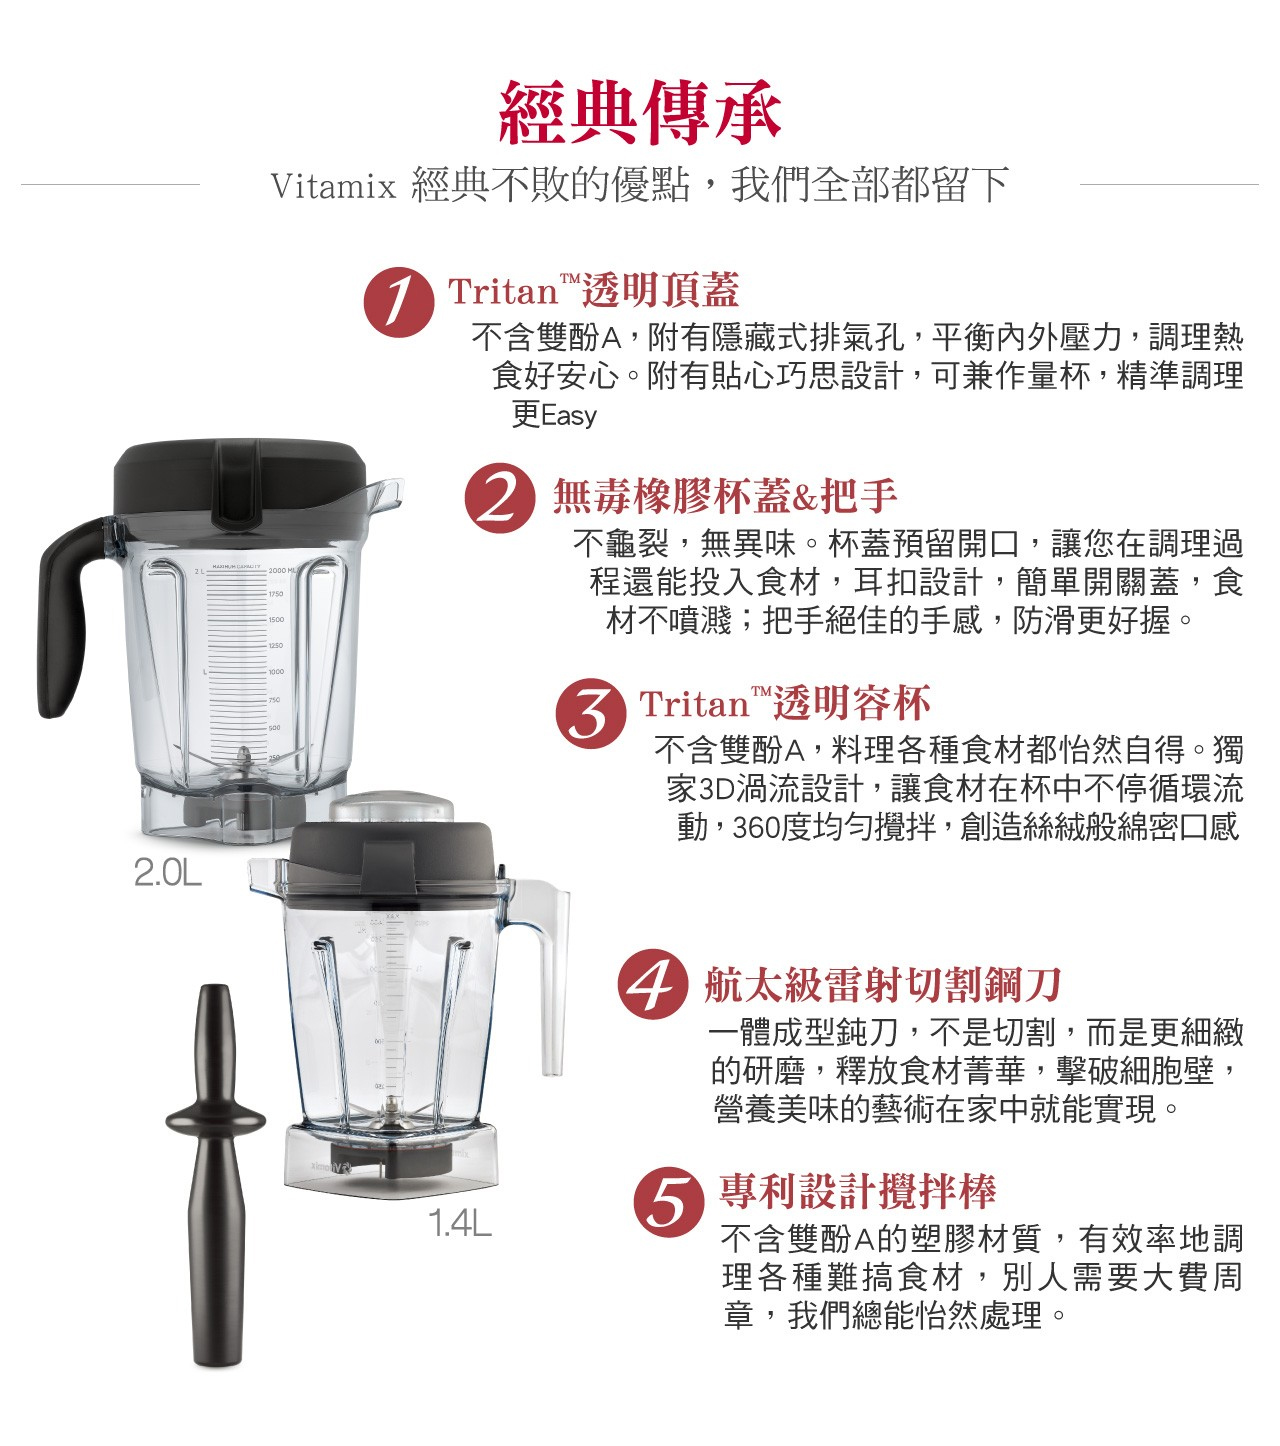 經典傳承
Vitamix 經典不敗的優點，我們全部都留下
1 Tritan™透明頂蓋
不含雙酚A，附有隱藏式排氣孔，平衡內外壓力，調理熱
食好安心。附有貼心巧思設計，可兼作量杯，精準調理
更Easy
2 無毒橡膠杯蓋&把手
不龜裂，無異味。杯蓋預留開口，讓您在調理過
程還能投入食材，耳扣設計，簡單開關蓋，食
材不噴濺；把手絕佳的手感，防滑更好握。
3 Tritan™透明容杯
不含雙酚A，料理各種食材都怡然自得。獨
家3D渦流設計，讓食材在杯中不停循環流
動，360度均勻攪拌，創造絲絨般綿密口感
4 航太級雷射切割鋼刀
一體成型鈍刀，不是切割，而是更細緻
的研磨，釋放食材菁華，擊破細胞壁，
營養美味的藝術在家中就能實現。
5 專利設計攪拌棒
不含雙酚A的塑膠材質，有效率地調
理各種難搞食材，別人需要大費周
章，我們總能怡然處理。
2 L MAXIMUM CAPACITY 2000 ML
1750
1500
1250
L 1000
750
500
250
2.0L
1.4L